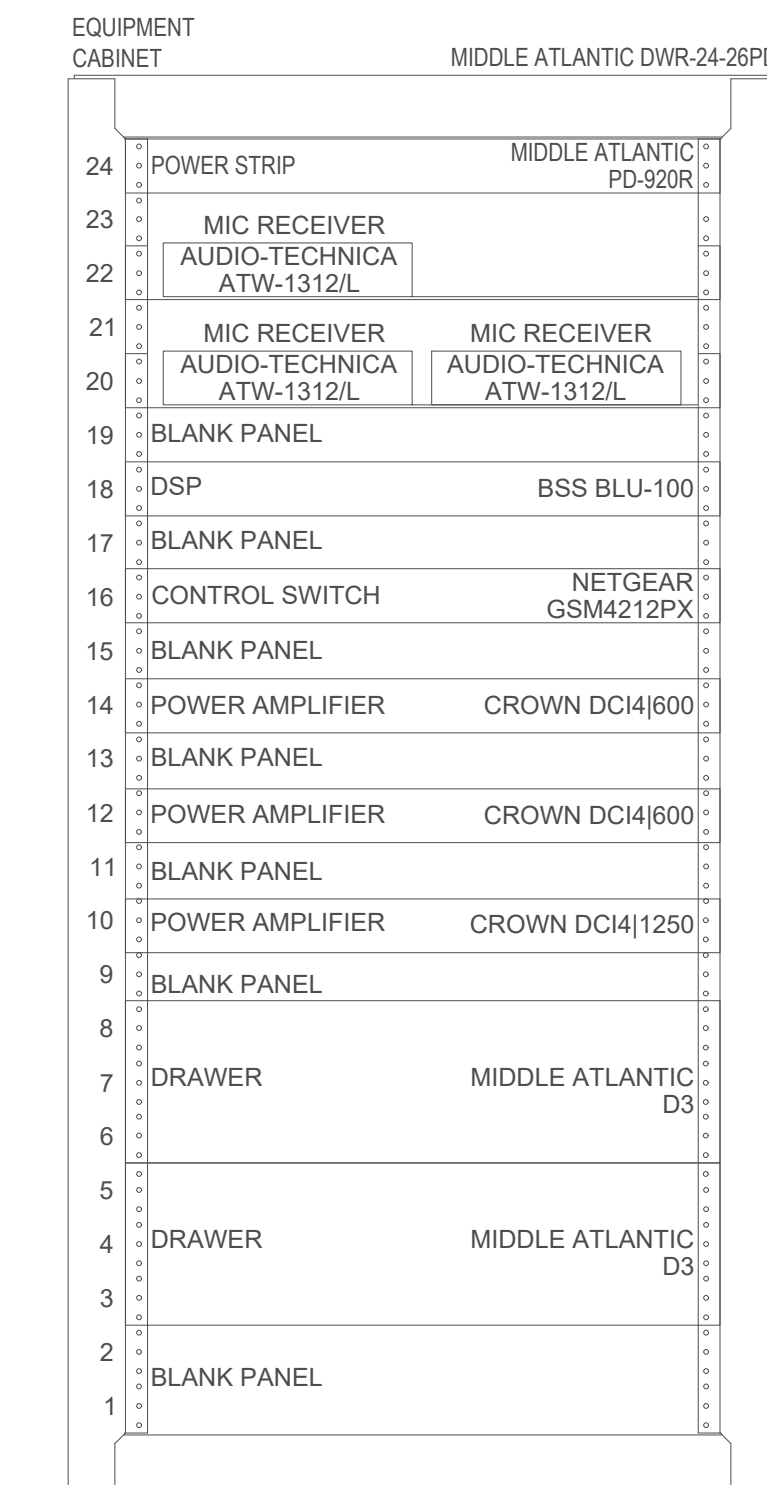 EQUIPMENT
CABINET
MIDDLE ATLANTIC DWR-24-26PD
24 POWER STRIP MIDDLE ATLANTIC
PD-920R
23 MIC RECEIVER
22 AUDIO-TECHNICA
ATW-1312/L
21 MIC RECEIVER MIC RECEIVER
20 AUDIO-TECHNICA AUDIO-TECHNICA
ATW-1312/L ATW-1312/L
19 BLANK PANEL
18 DSP BSS BLU-100
17 BLANK PANEL
16 CONTROL SWITCH NETGEAR
GSM4212PX
15 BLANK PANEL
14 POWER AMPLIFIER CROWN DCI4|600
13 BLANK PANEL
12 POWER AMPLIFIER CROWN DCI4|600
11 BLANK PANEL
10 POWER AMPLIFIER CROWN DCI4|1250
9 BLANK PANEL
8
7 DRAWER MIDDLE ATLANTIC
D3
6
5
4 DRAWER MIDDLE ATLANTIC
D3
3
2
BLANK PANEL
1